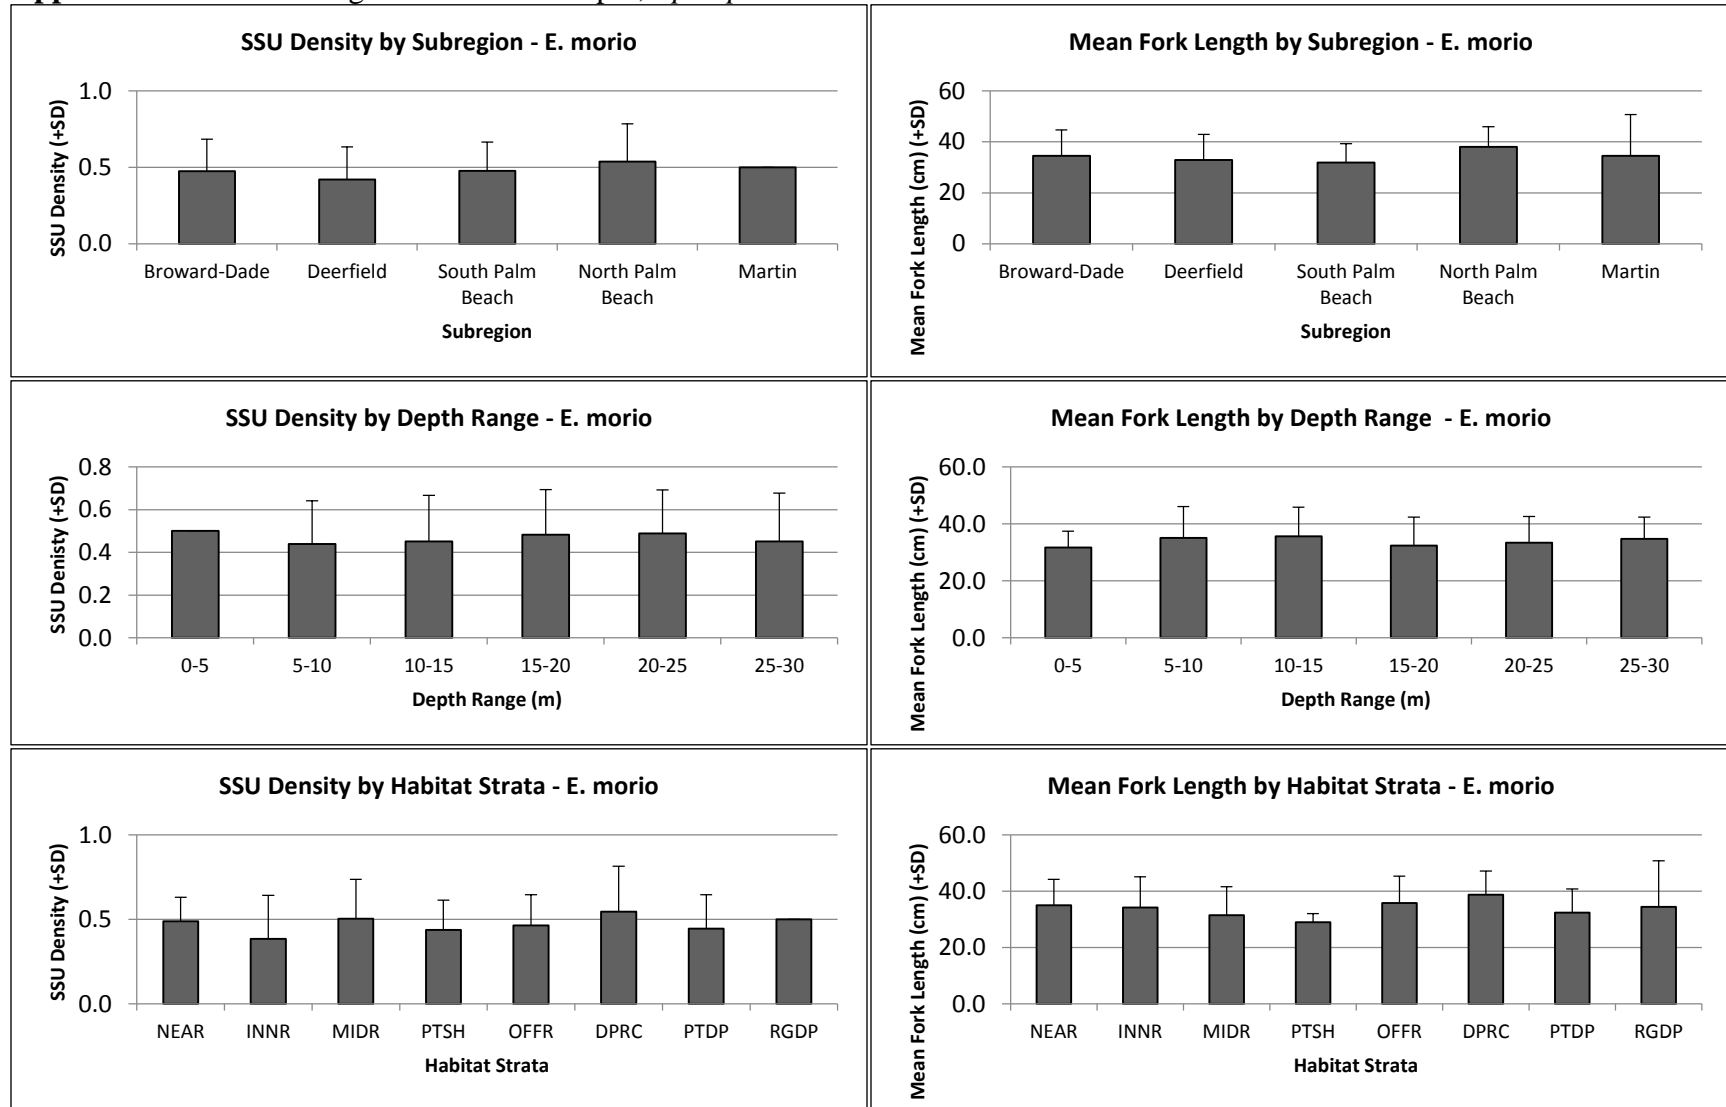 SSU Density by Subregion - E. morio
SSU Density (+SD)
1.0
0.5
0.0
Broward-Dade Deerfield South Palm Beach North Palm Beach Martin
Subregion
Mean Fork Length by Subregion - E. morio
Mean Fork Length (cm) (+SD)
60
40
20
0
Broward-Dade Deerfield South Palm Beach North Palm Beach Martin
Subregion
SSU Density by Depth Range - E. morio
SSU Denisty (+SD)
0.8
0.6
0.4
0.2
0.0
0-5 5-10 10-15 15-20 20-25 25-30
Depth Range (m)
Mean Fork Length by Depth Range - E. morio
Mean Fork Length (cm) (+SD)
60.0
40.0
20.0
0.0
0-5 5-10 10-15 15-20 20-25 25-30
Depth Range (m)
SSU Density by Habitat Strata - E. morio
SSU Density (+SD)
1.0
0.5
0.0
NEAR INNR MIDR PTSH OFFR DPRC PTDP RGDP
Habitat Strata
Mean Fork Length by Habitat Strata - E. morio
Mean Fork Length (cm) (+SD)
60.0
40.0
20.0
0.0
NEAR INNR MIDR PTSH OFFR DPRC PTDP RGDP
Habitat Strata